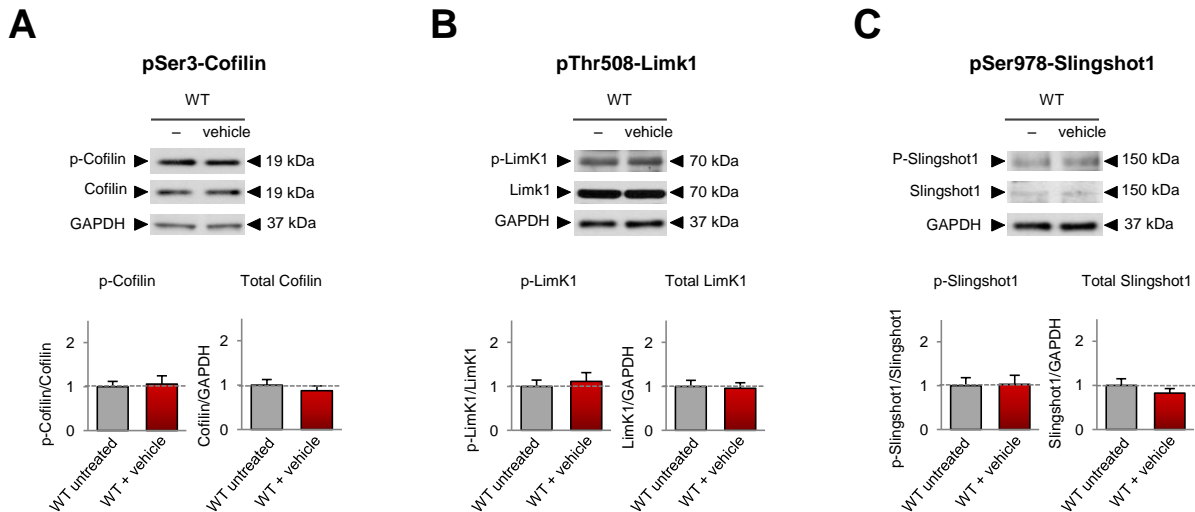 A
B
C
pSer3-Cofilin
pThr508-Limk1
pSer978-Slingshot1
WT
WT
WT
– vehicle
– vehicle
– vehicle
p-Cofilin 19 kDa
Cofilin 19 kDa
GAPDH 37 kDa
p-LimK1 70 kDa
Limk1 70 kDa
GAPDH 70 kDa
P-Slingshot1 150 kDa
Slingshot1 150 kDa
GAPDH 37 kDa
p-Cofilin
Total Cofilin
p-LimK1
Total LimK1
p-Slingshot1
Total Slingshot1
p-Cofilin/Cofilin
2
1
0
WT untreated
WT + vehicle
Cofilin/GAPDH
2
1
0
WT untreated
WT + vehicle
p-LimK1/LimK1
2
1
0
WT untreated
WT + vehicle
LimK1/GAPDH
2
1
0
WT untreated
WT + vehicle
p-Slingshot1/Slingshot1
2
1
0
WT untreated
WT + vehicle
Slingshot1/GAPDH
2
1
0
WT untreated
WT + vehicle